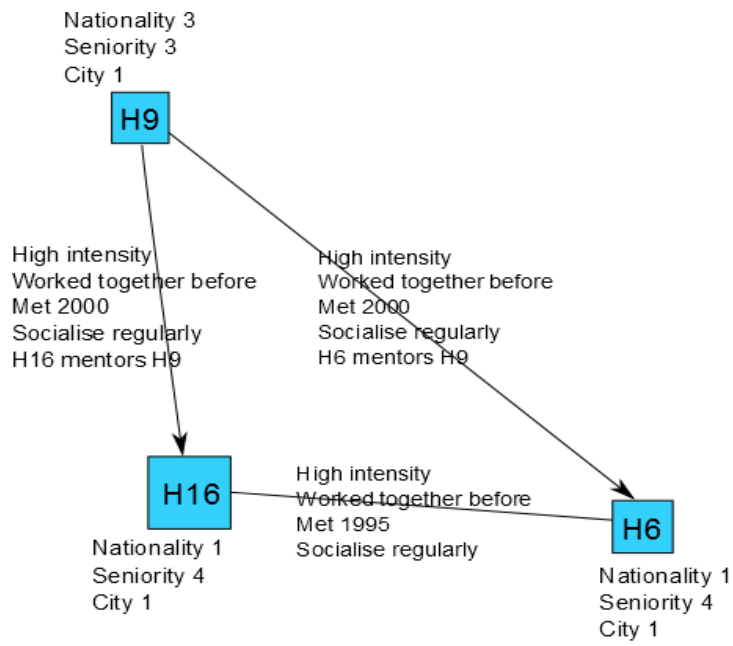 Nationality 3
Seniority 3
City 1
H9
High intensity
Worked together before
Met 2000
Socialise regularly
H16 mentors H9
High intensity
Worked together before
Met 2000
Socialise regularly
H6 mentors H9
H16
Nationality 1
Seniority 4
City 1
High intensity
Worked together before
Met 1995
Socialise regularly
H6
Nationality 1
Seniority 4
City 1